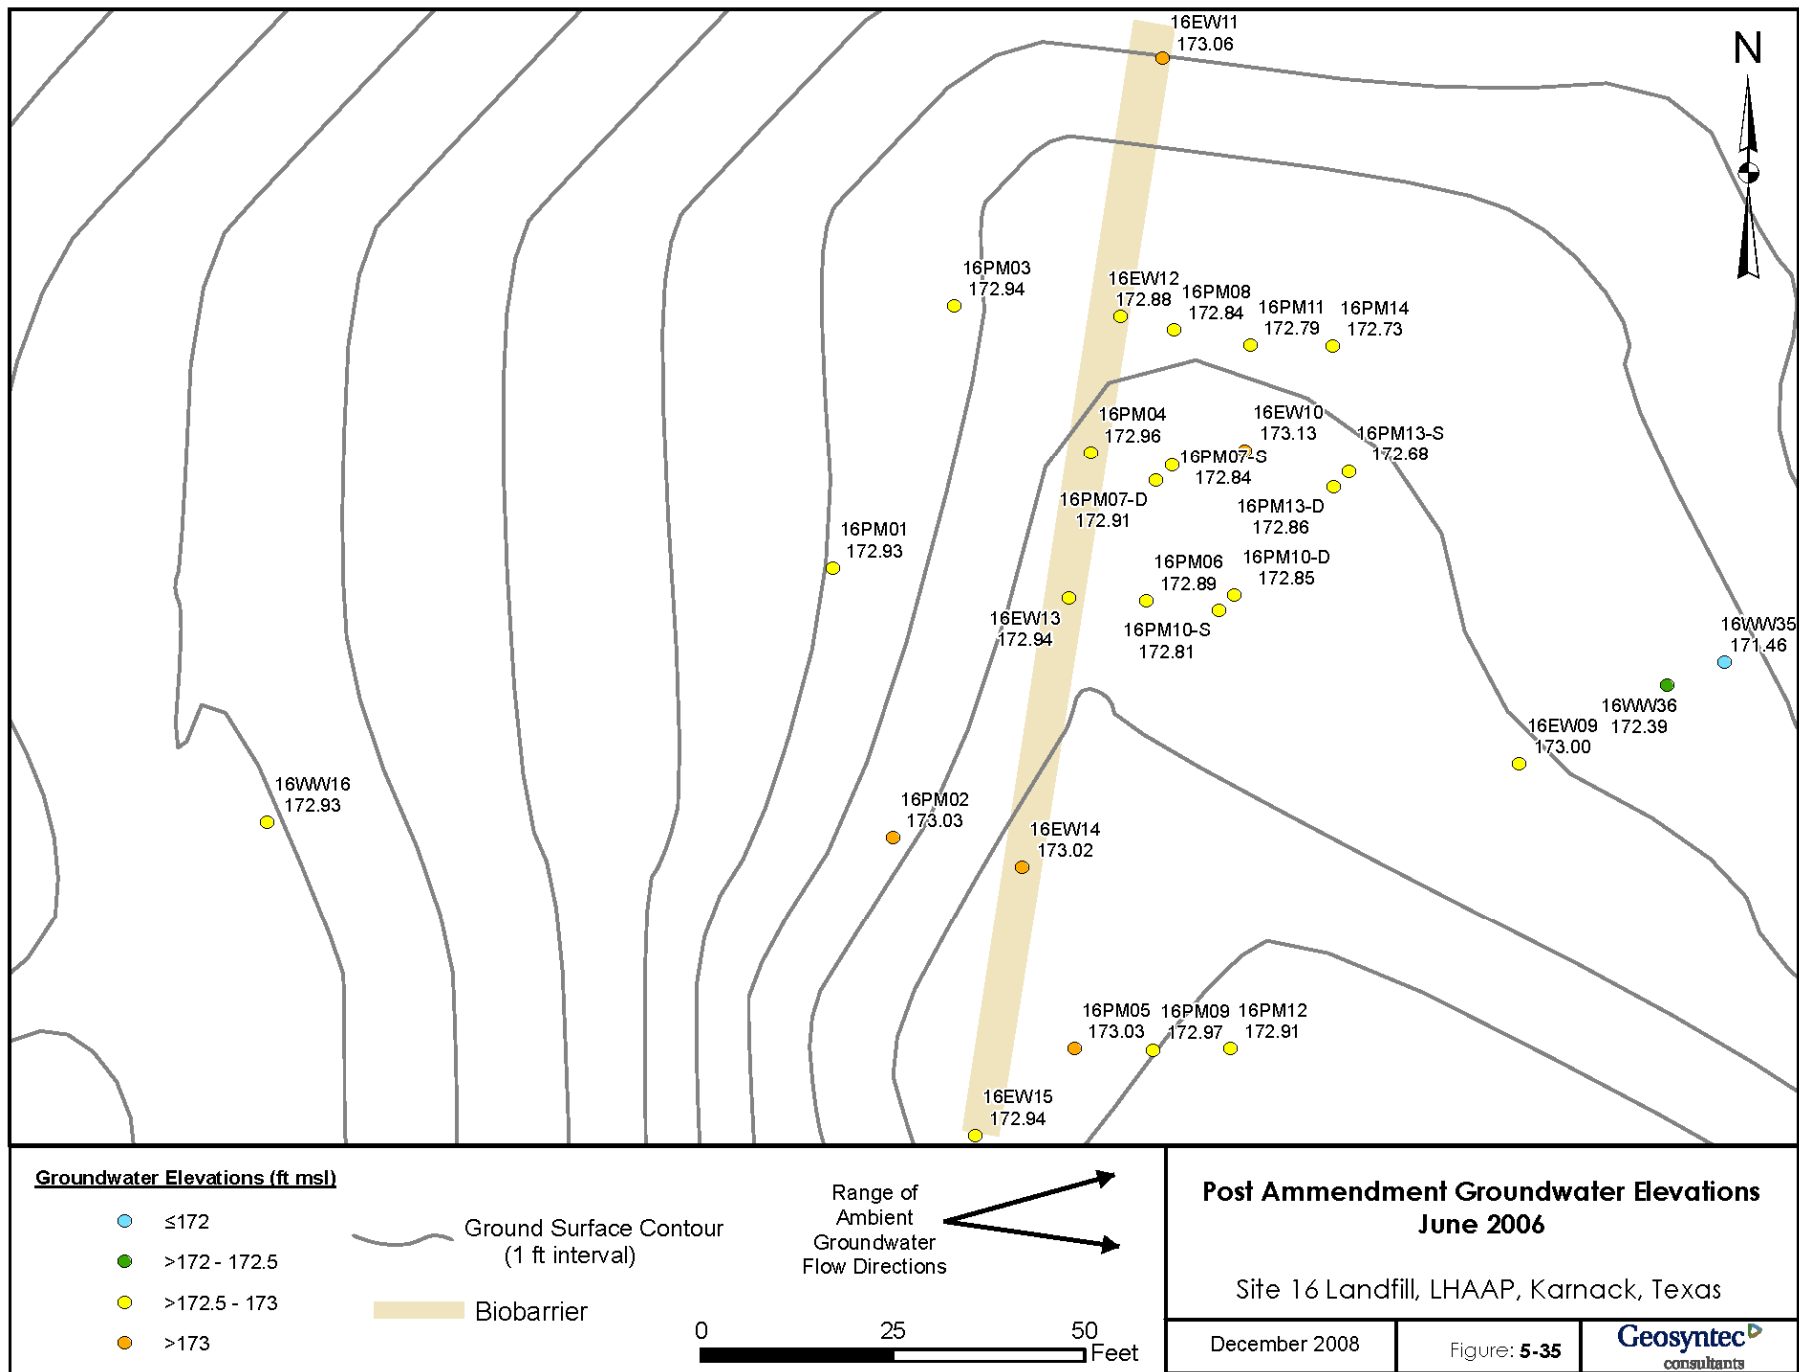 16EW11
173.06
N
16PM03
172.94
16EW12
172.88
16PM08
172.84
16PM11
172.79
16PM14
172.73
16PM04
172.96
16EW10
173.13
16PM13-S
172.68
16PM07-S
172.84
16PM07-D
172.91
16PM13-D
172.86
16PM01
172.93
16PM06
172.89
16PM10-D
172.85
16EW13
172.94
16PM10-S
172.81
16WW35
171.46
16WW36
172.39
16EW09
173.00
16WW16
172.93
16PM02
173.03
16EW14
173.02
16PM05
173.03
16PM09
172.97
16PM12
172.91
16EW15
172.94
Groundwater Elevations (ft msl)
≤172
>172 - 172.5
>172.5 - 173
>173
Ground Surface Contour
(1 ft interval)
Biobarrier
Range of
Ambient
Groundwater
Flow Directions
0 25 50
Feet
Post Ammendment Groundwater Elevations
June 2006
Site 16 Landfill, LHAAP, Karnack, Texas
December 2008
Figure: 5-35
Geosyntec
consultants